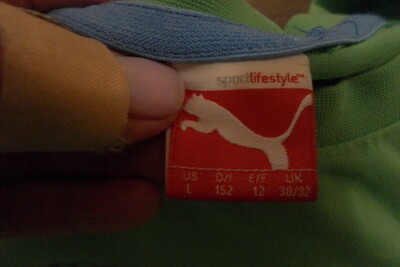 sportlifestyle™
US D/I E/F UK
L 152 12 30/32